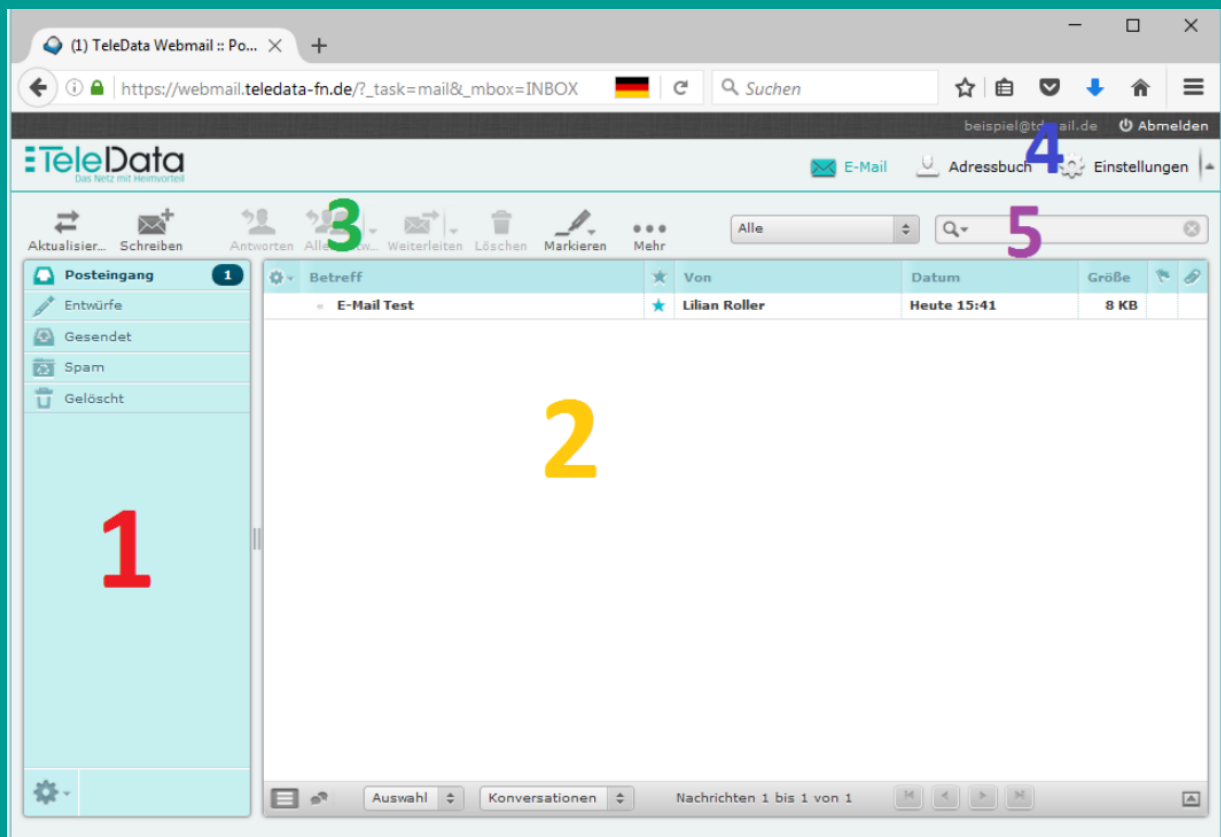 (1) TeleData Webmail :: Po...
https://webmail.teledata-fn.de/?_task=mail&_mbox=INBOX Suchen
Abmelden
TeleData
Das Netz mit Heimvorteil
E-Mail Adressbuch 4 Einstellungen
3 Alle 5
Aktualisier... Schreiben Antworten Weiterleiten Löschen Markieren Mehr
Posteingang 1 Betreff Von Datum Größe
Entwürfe E-Mail Test Lilian Roller Heute 15:41 8 KB
Gesendet
Spam
Gelöscht
2
1
Auswahl Konversationen Nachrichten 1 bis 1 von 1